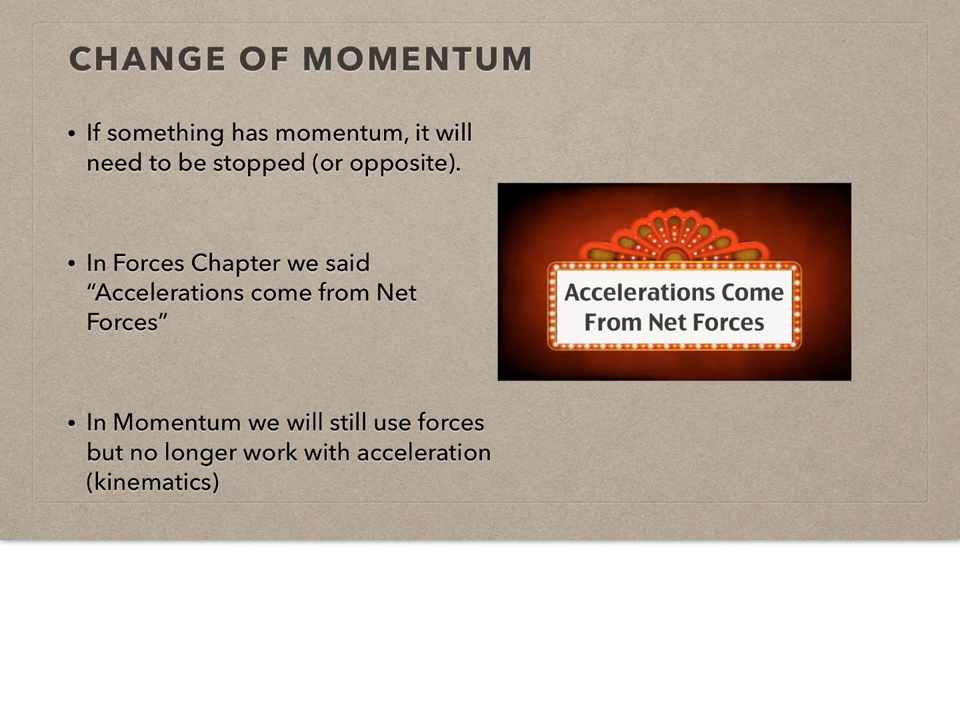 CHANGE OF MOMENTUM
• If something has momentum, it will
need to be stopped (or opposite).
• In Forces Chapter we said
“Accelerations come from Net
Forces”
Accelerations Come
From Net Forces
• In Momentum we will still use forces
but no longer work with acceleration
(kinematics)